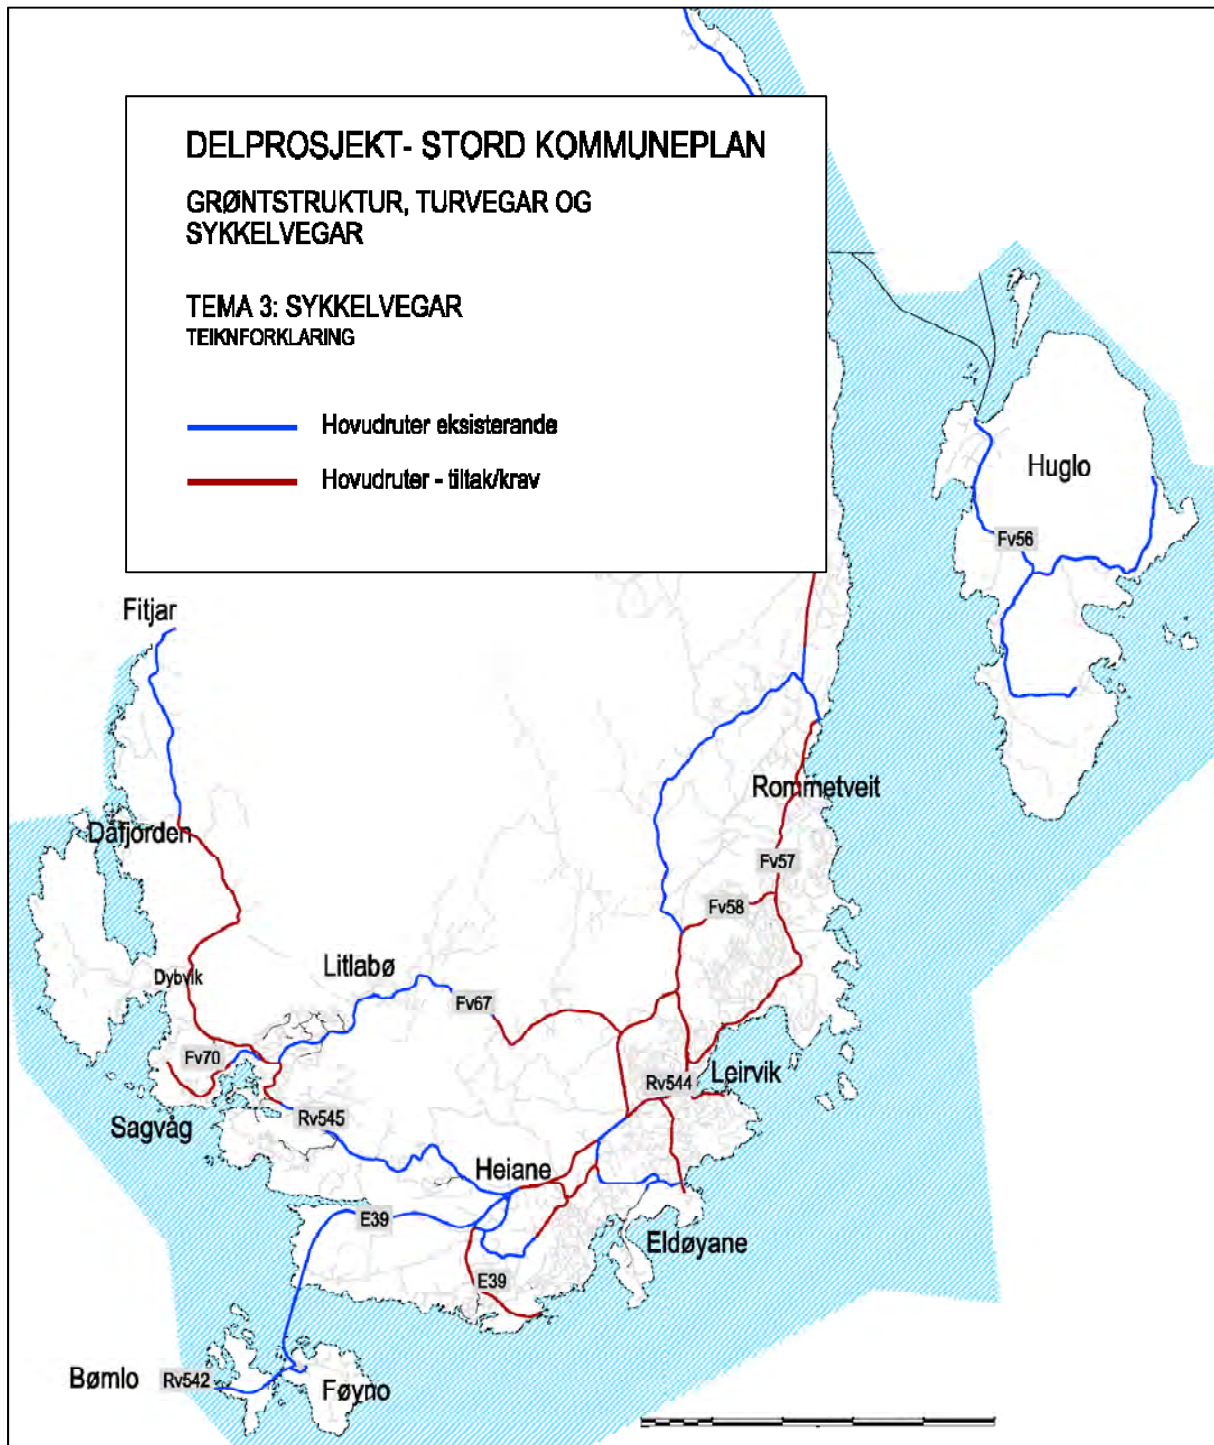 DELPROSJEKT- STORD KOMMUNEPLAN
GRØNTSTRUKTUR, TURVEGAR OG
SYKKELVEGAR
TEMA 3: SYKKELVEGAR
TEIKNFORKLARING
Hovudruter eksisterande
Hovudruter - tiltak/krav
Huglo
Fv56
Fitjar
Rommetveit
Dåfjorden
Fv57
Fv58
Litlabø
Dybvik
Fv67
Fv70
Leirvik
Rv544
Sagvåg
Rv545
Heiane
E39
Eldøyane
E39
Bømlo
Rv542
Føyno